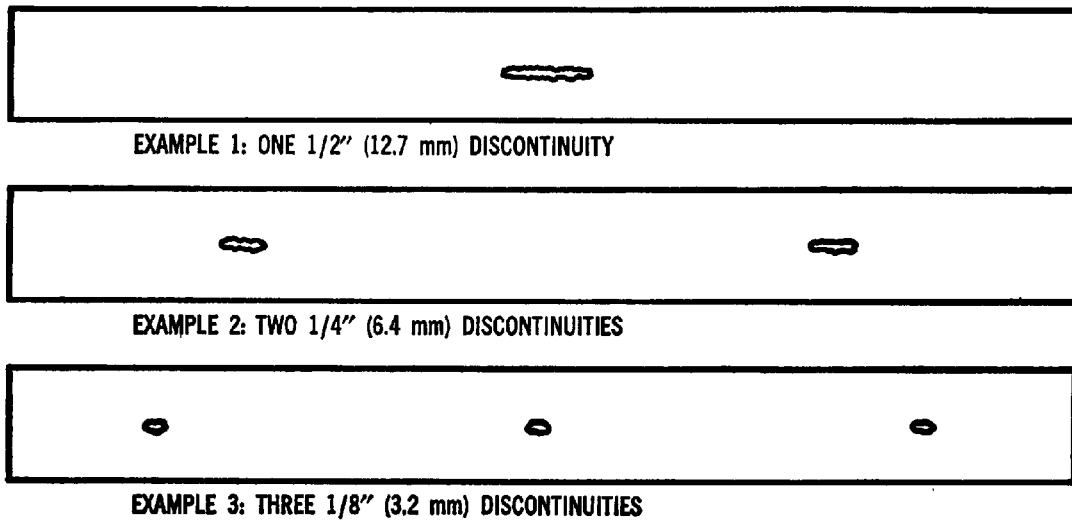 EXAMPLE 1: ONE 1/2″ (12.7 mm) DISCONTINUITY
EXAMPLE 2: TWO 1/4″ (6.4 mm) DISCONTINUITIES
EXAMPLE 3: THREE 1/8″ (3.2 mm) DISCONTINUITIES